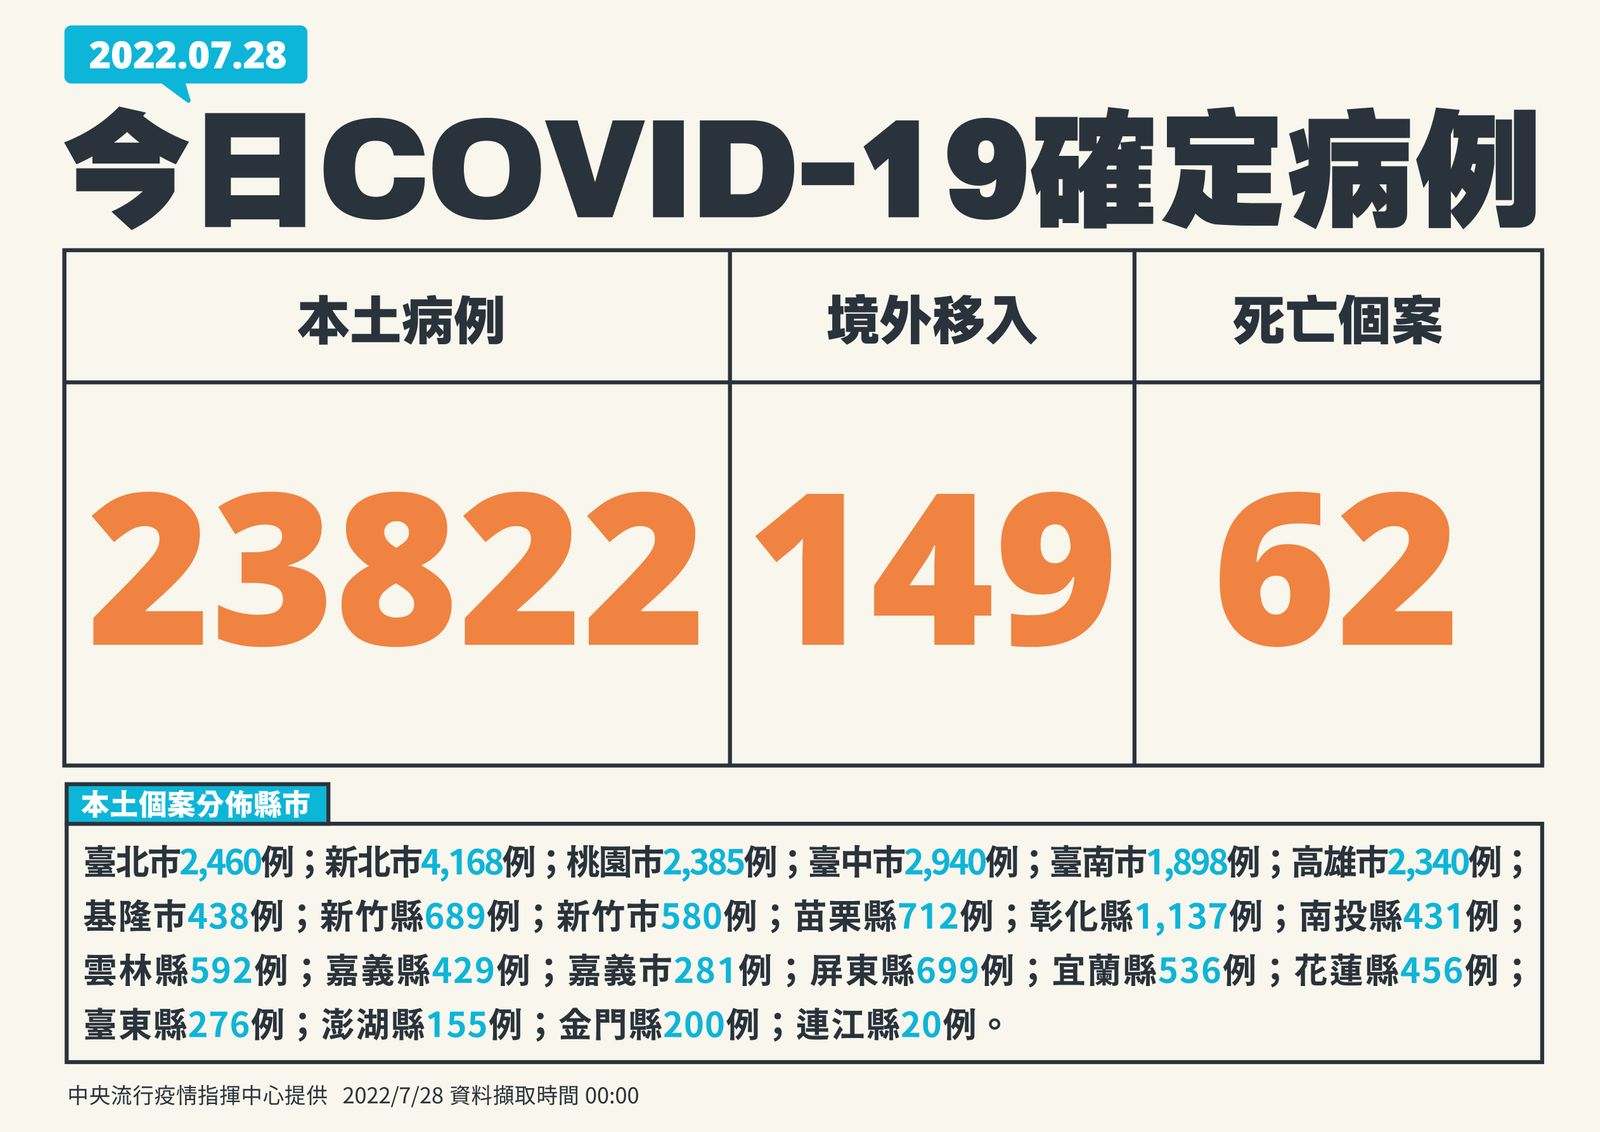 2022.07.28
今日COVID-19確定病例
本土病例 境外移入 死亡個案
23822 149 62
本土個案分佈縣市
臺北市2,460例；新北市4,168例；桃園市2,385例；臺中市2,940例；臺南市1,898例；高雄市2,340例；
基隆市438例；新竹縣689例；新竹市580例；苗栗縣712例；彰化縣1,137例；南投縣431例；
雲林縣592例；嘉義縣429例；嘉義市281例；屏東縣699例；宜蘭縣536例；花蓮縣456例；
臺東縣276例；澎湖縣155例；金門縣200例；連江縣20例。
中央流行疫情指揮中心提供 2022/7/28 資料擷取時間 00:00